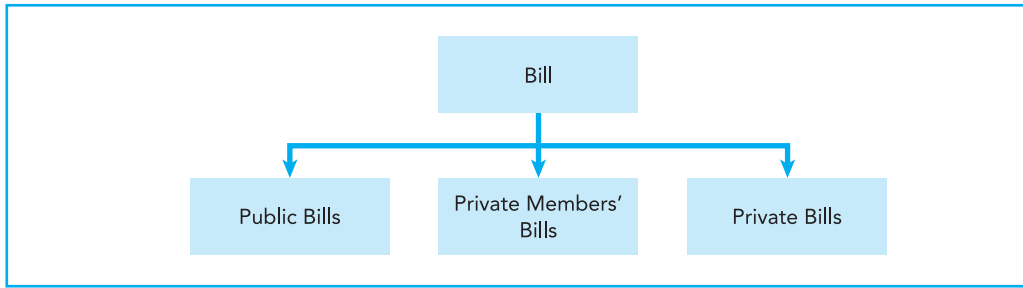 Bill
Public Bills
Private Members’
Bills
Private Bills